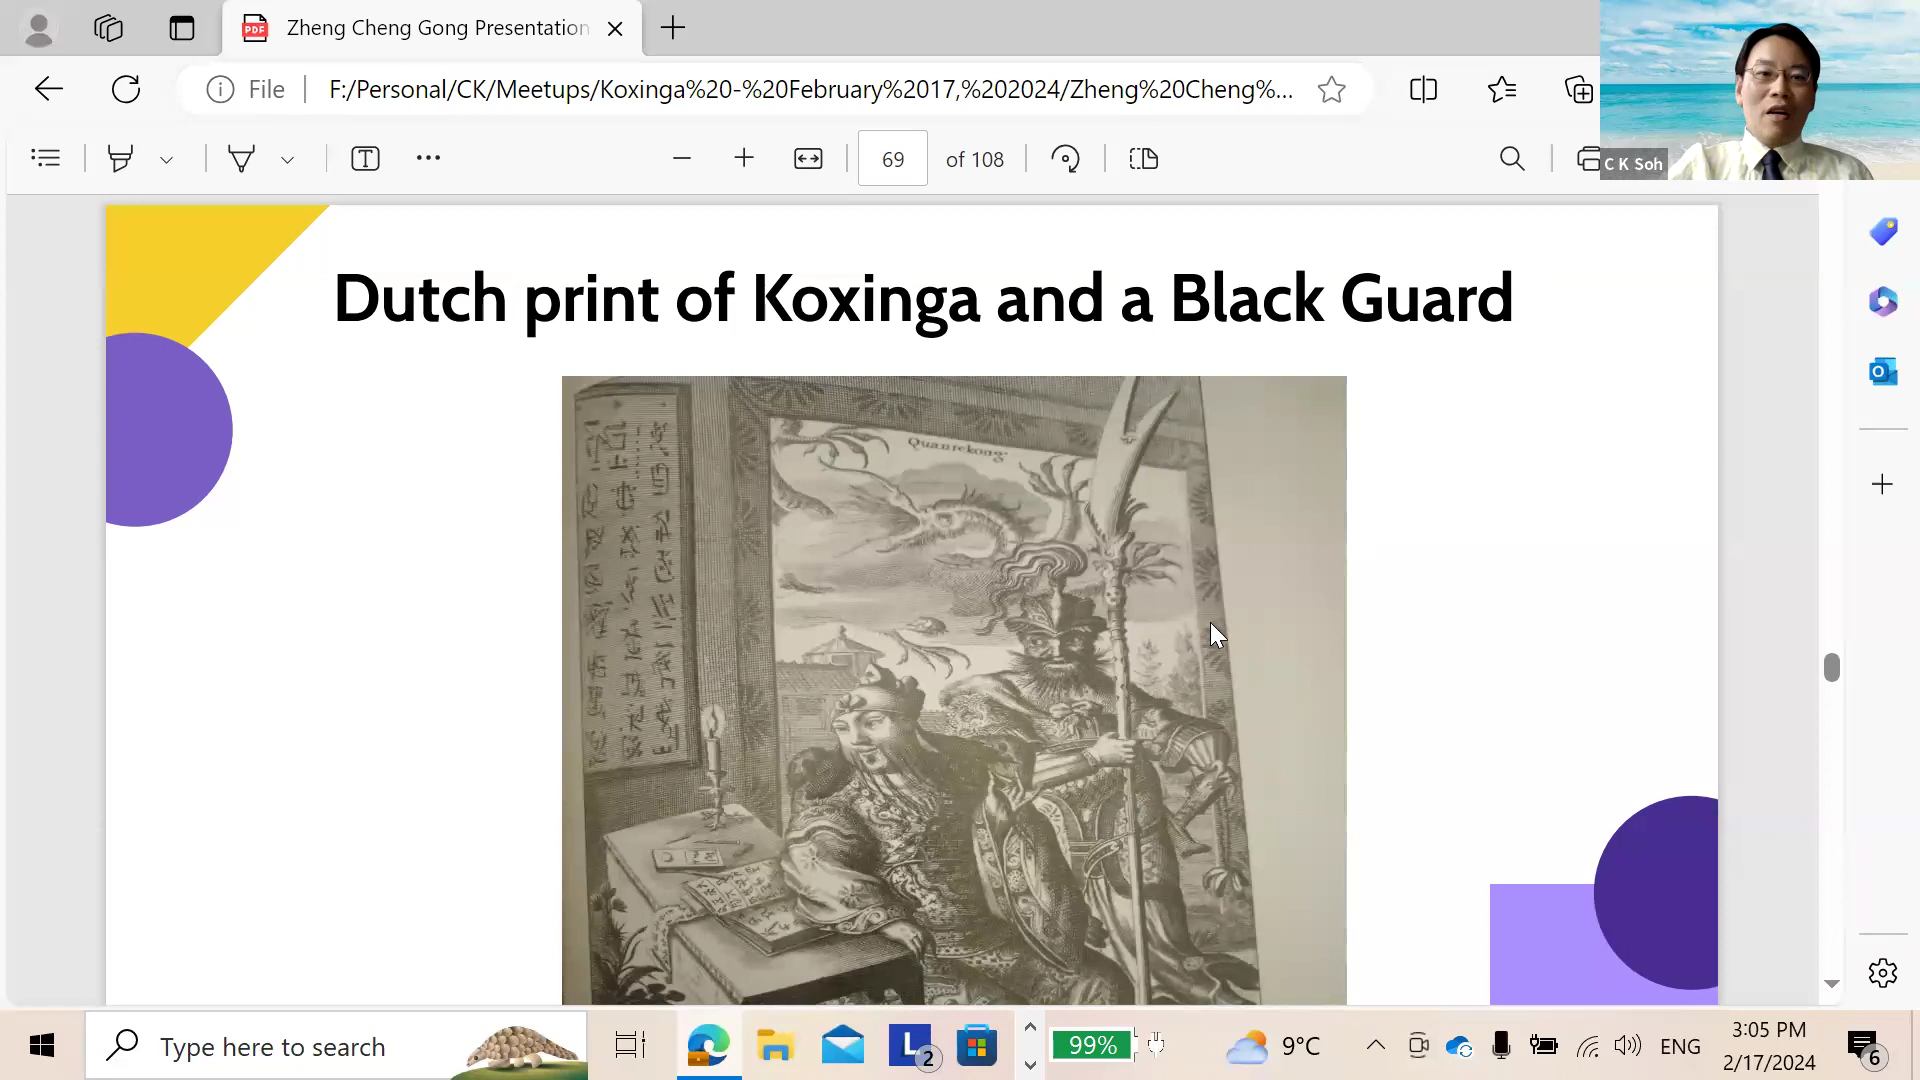 Zheng Cheng Gong Presentation
File
F:/Personal/CK/Meetups/Koxinga%20-%20February%2017,%202024/Zheng%20Cheng%...
69
of 108
C K Soh
Dutch print of Koxinga and a Black Guard
Quanrekong
Type here to search
L
2
99%
9°C
ENG
3:05 PM
2/17/2024
6